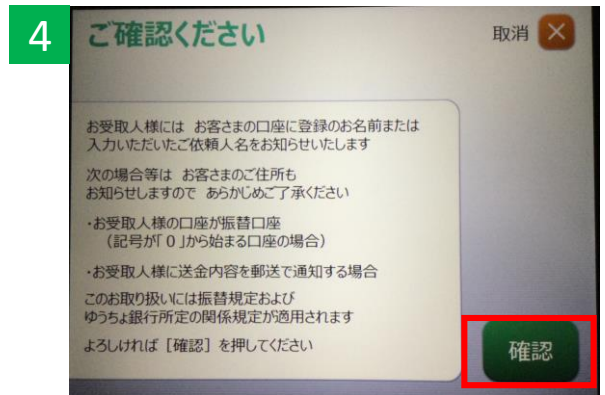 4
ご確認ください
取消
お受取人様には お客さまの口座に登録のお名前または
入力いただいたご依頼人名をお知らせいたします
次の場合等は お客さまのご住所も
お知らせしますので あらかじめご了承ください
・お受取人様の口座が振替口座
（記号が「０」から始まる口座の場合）
・お受取人様に送金内容を郵送で通知する場合
このお取り扱いには振替規定および
ゆうちょ銀行所定の関係規定が適用されます
よろしければ［確認］を押してください
確認